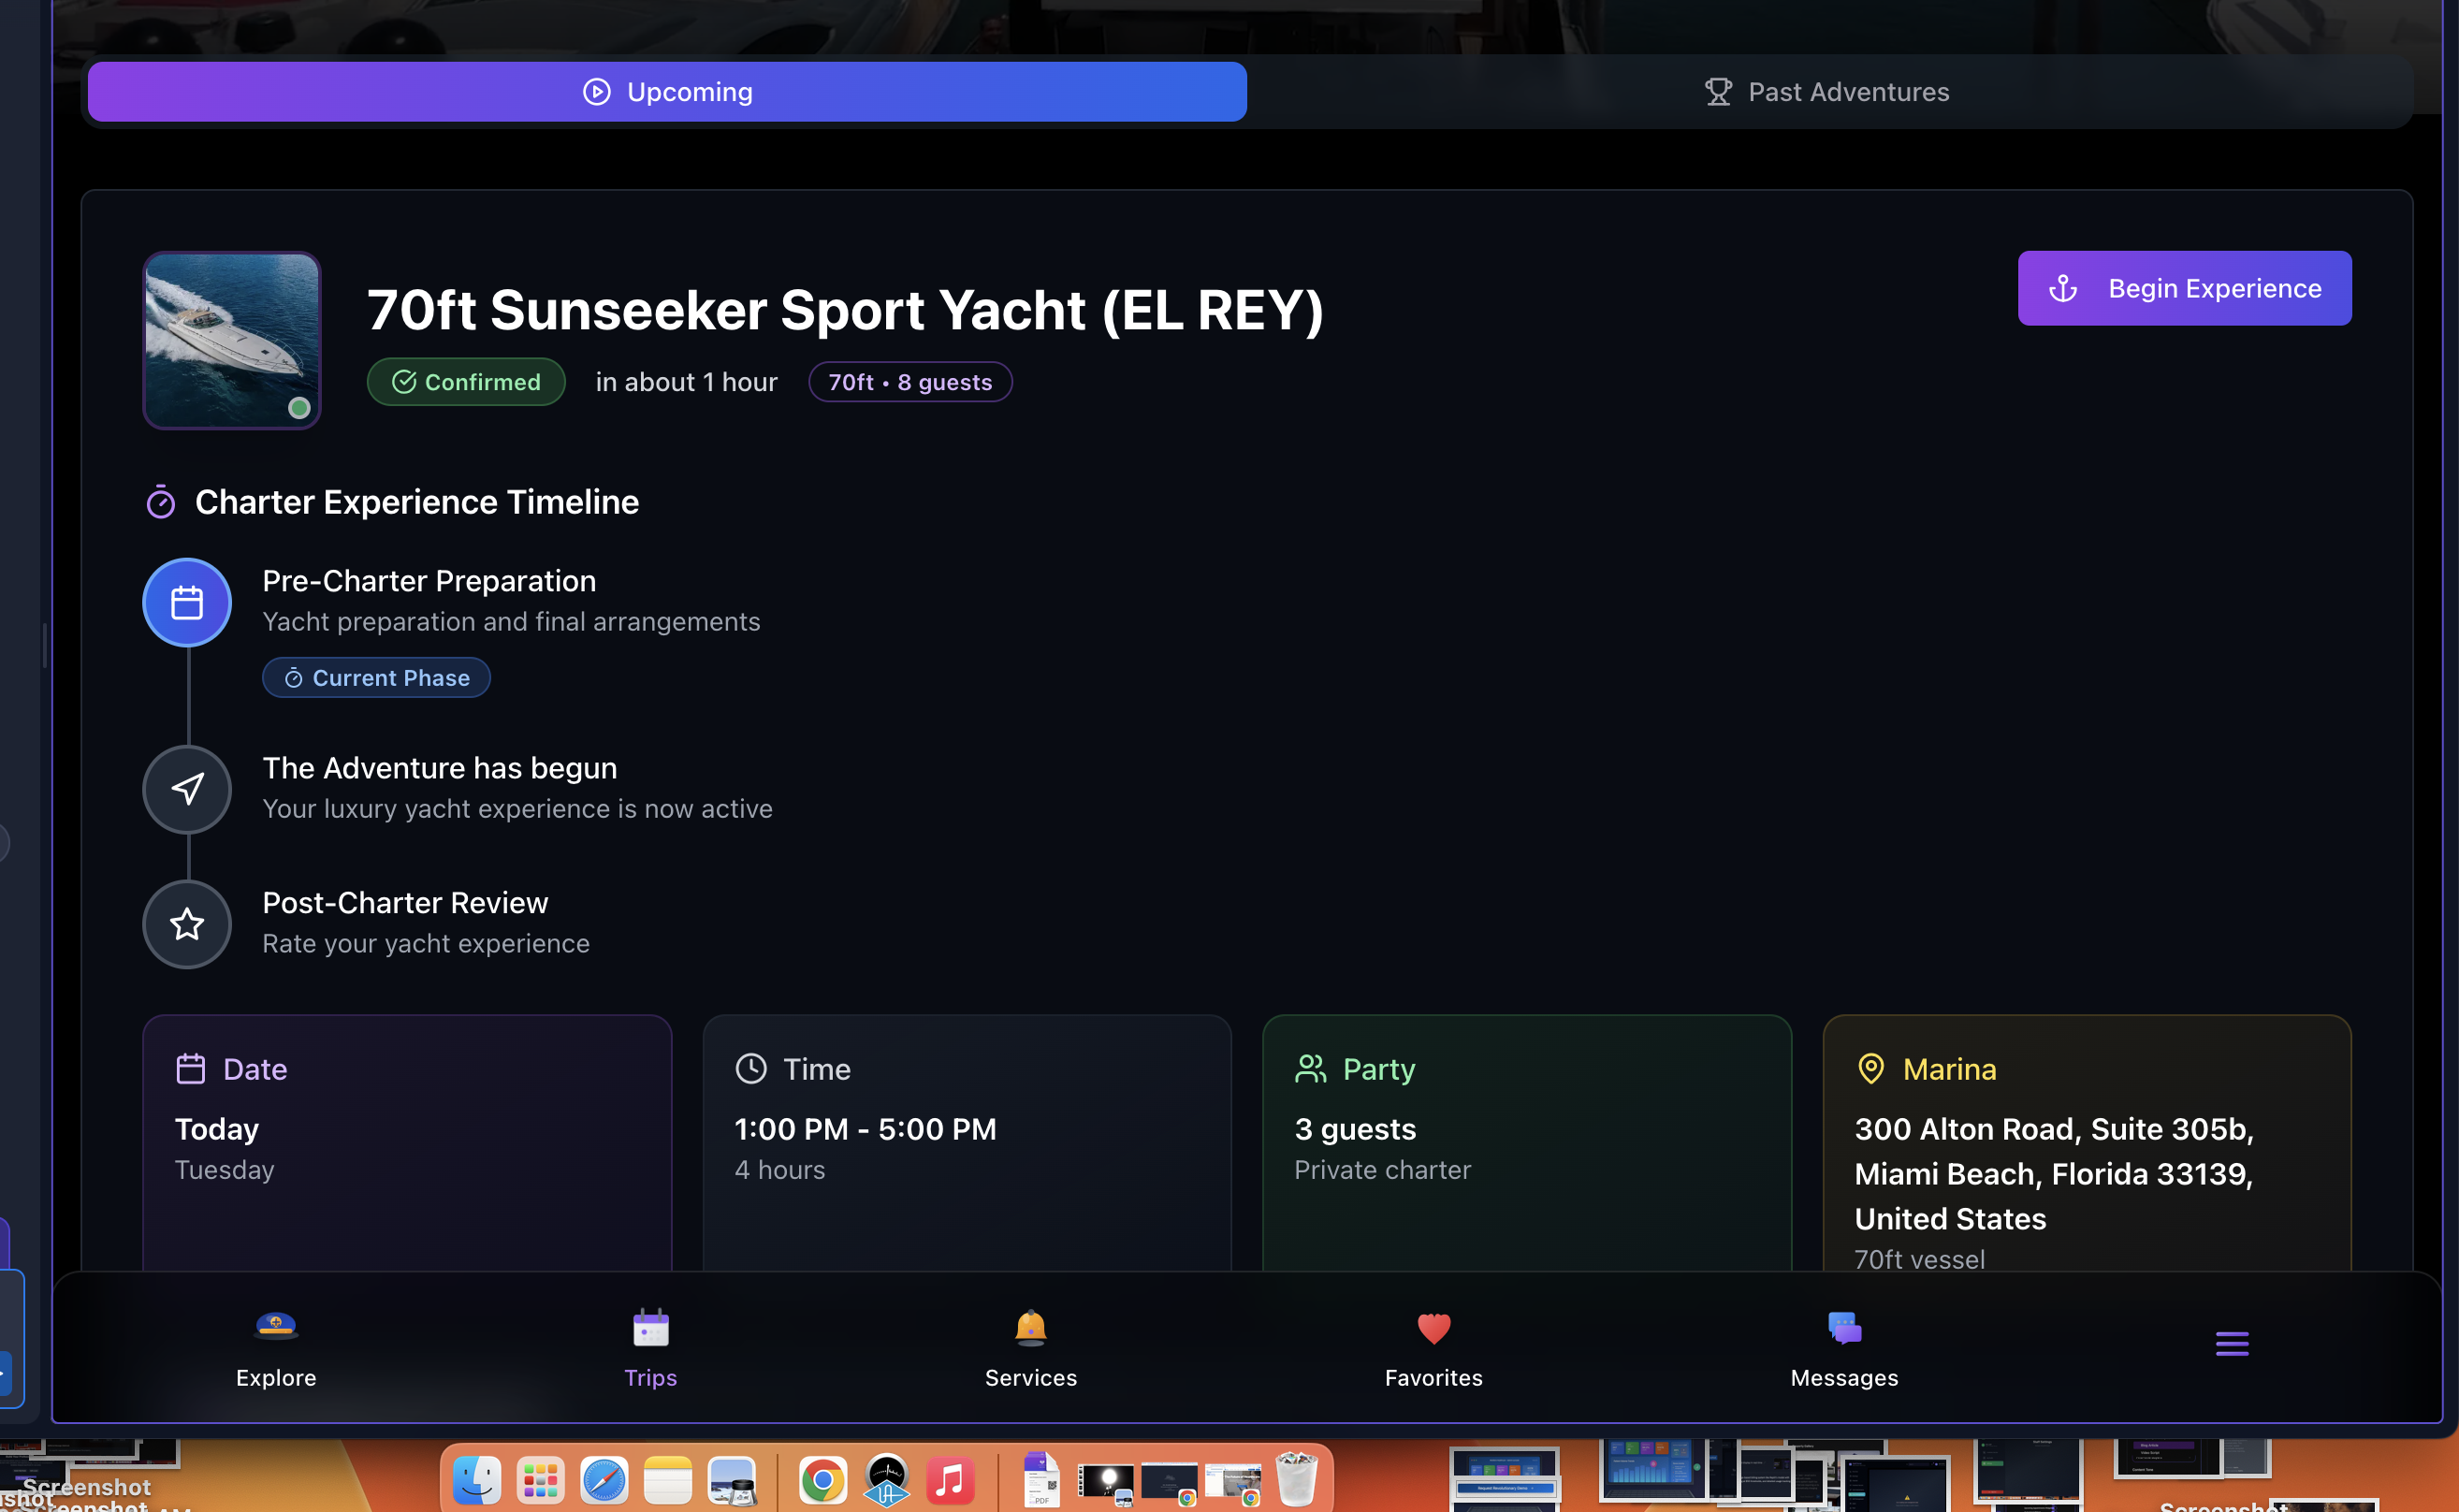 Upcoming
Past Adventures
70ft Sunseeker Sport Yacht (EL REY)
Begin Experience
Confirmed
in about 1 hour
70ft • 8 guests
Charter Experience Timeline
Pre-Charter Preparation
Yacht preparation and final arrangements
Current Phase
The Adventure has begun
Your luxury yacht experience is now active
Post-Charter Review
Rate your yacht experience
Date
Today
Tuesday
Time
1:00 PM - 5:00 PM
4 hours
Party
3 guests
Private charter
Marina
300 Alton Road, Suite 305b,
Miami Beach, Florida 33139,
United States
70ft vessel
Explore
Trips
Services
Favorites
Messages
Screenshot
PDF
Screenshot